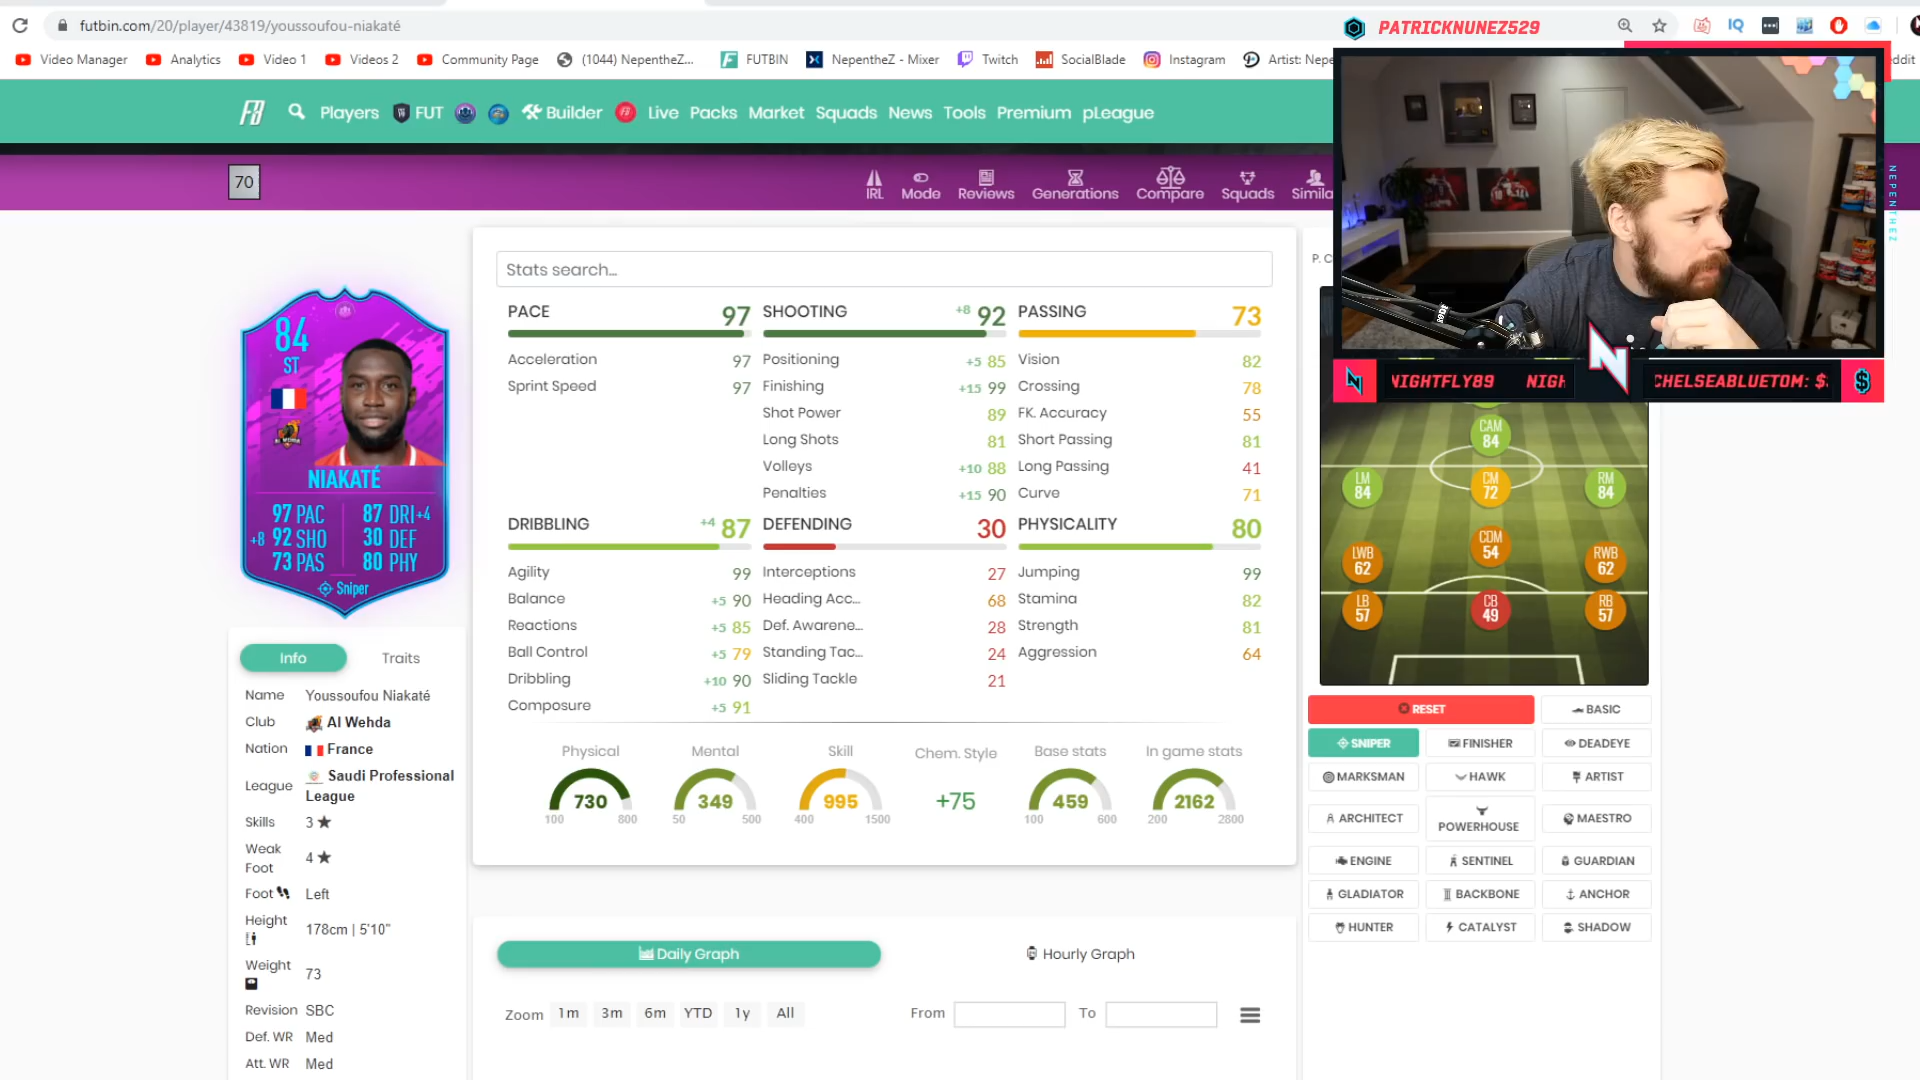 futbin.com/20/player/43819/youssoufou-niakaté
PATRICKNUNEZ529
IQ
Video Manager Analytics Video 1 Videos 2 Community Page (1044) NepentheZ... FUTBIN NepentheZ - Mixer Twitch SocialBlade Instagram Artist: Nepe
Players FUT Builder Live Packs Market Squads News Tools Premium pLeague
70
IRL Mode Reviews Generations Compare Squads Simila
NEPENTHEZ
Stats search...
P. C
PACE 97 SHOOTING +8 92 PASSING 73
Acceleration 97 Positioning +5 85 Vision 82
Sprint Speed 97 Finishing +15 99 Crossing 78
Shot Power 89 FK. Accuracy 55
Long Shots 81 Short Passing 81
Volleys +10 88 Long Passing 41
Penalties +15 90 Curve 71
DRIBBLING +4 87 DEFENDING 30 PHYSICALITY 80
Agility 99 Interceptions 27 Jumping 99
Balance +5 90 Heading Acc... 68 Stamina 82
Reactions +5 85 Def. Awarene... 28 Strength 81
Ball Control +5 79 Standing Tac... 24 Aggression 64
Dribbling +10 90 Sliding Tackle 21
Composure +5 91
Physical Mental Skill Chem. Style Base stats In game stats
730 349 995 +75 459 2162
100 800 50 500 400 1500 100 600 200 2800
84
ST
NIAKATÉ
97 PAC 87 DRI+4
+8 92 SHO 30 DEF
73 PAS 80 PHY
Sniper
Info Traits
Name Youssoufou Niakaté
Club Al Wehda
Nation France
League Saudi Professional League
Skills 3
Weak Foot 4
Foot Left
Height 178cm | 5'10"
Weight 73
Revision SBC
Def. WR Med
Att. WR Med
Daily Graph Hourly Graph
Zoom 1m 3m 6m YTD 1y All From To
NIGHTFLY89 NIGH N CHELSEABLUETOM: $
CAM 84
LM 84 CM 72 RM 84
CDM 54
LWB 62 RWB 62
LB 57 CB 49 RB 57
RESET BASIC
SNIPER FINISHER DEADEYE
MARKSMAN HAWK ARTIST
ARCHITECT POWERHOUSE MAESTRO
ENGINE SENTINEL GUARDIAN
GLADIATOR BACKBONE ANCHOR
HUNTER CATALYST SHADOW